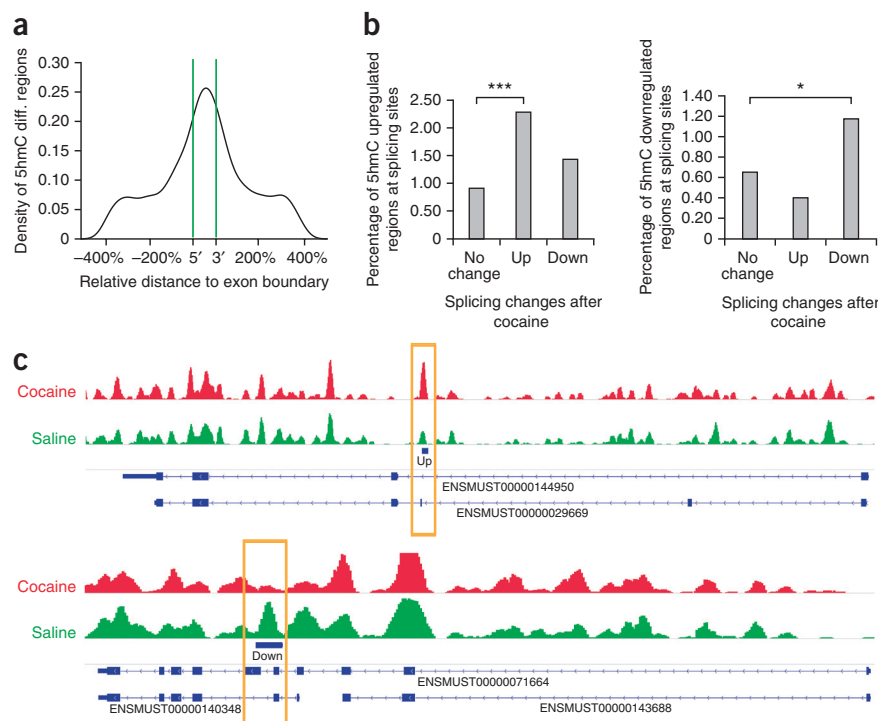 a
Density of 5hmC diff. regions
0.30
0.25
0.20
0.15
0.10
0.05
0
–400%
–200%
5′
3′
200%
400%
Relative distance to exon boundary
b
Percentage of 5hmC upregulated
regions at splicing sites
2.50
2.00
1.50
1.00
0.50
0.00
***
No
change
Up
Down
Splicing changes after
cocaine
Percentage of 5hmC downregulated
regions at splicing sites
1.40
1.20
1.00
0.80
0.60
0.40
0.20
0
*
No
change
Up
Down
Splicing changes after
cocaine
c
Cocaine
Saline
Up
ENSMUST00000144950
ENSMUST00000029669
Cocaine
Saline
Down
ENSMUST00000071664
ENSMUST00000140348
ENSMUST00000143688